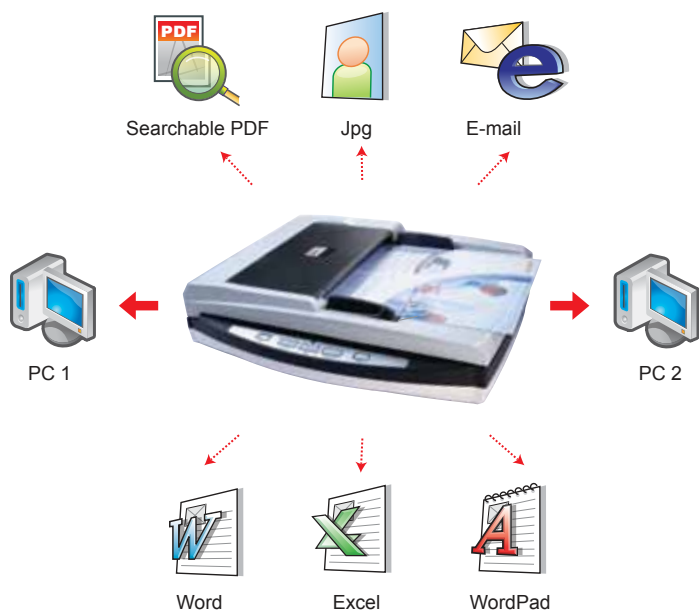 PDF
Searchable PDF
Jpg
E-mail
PC 1
PC 2
Word
Excel
WordPad